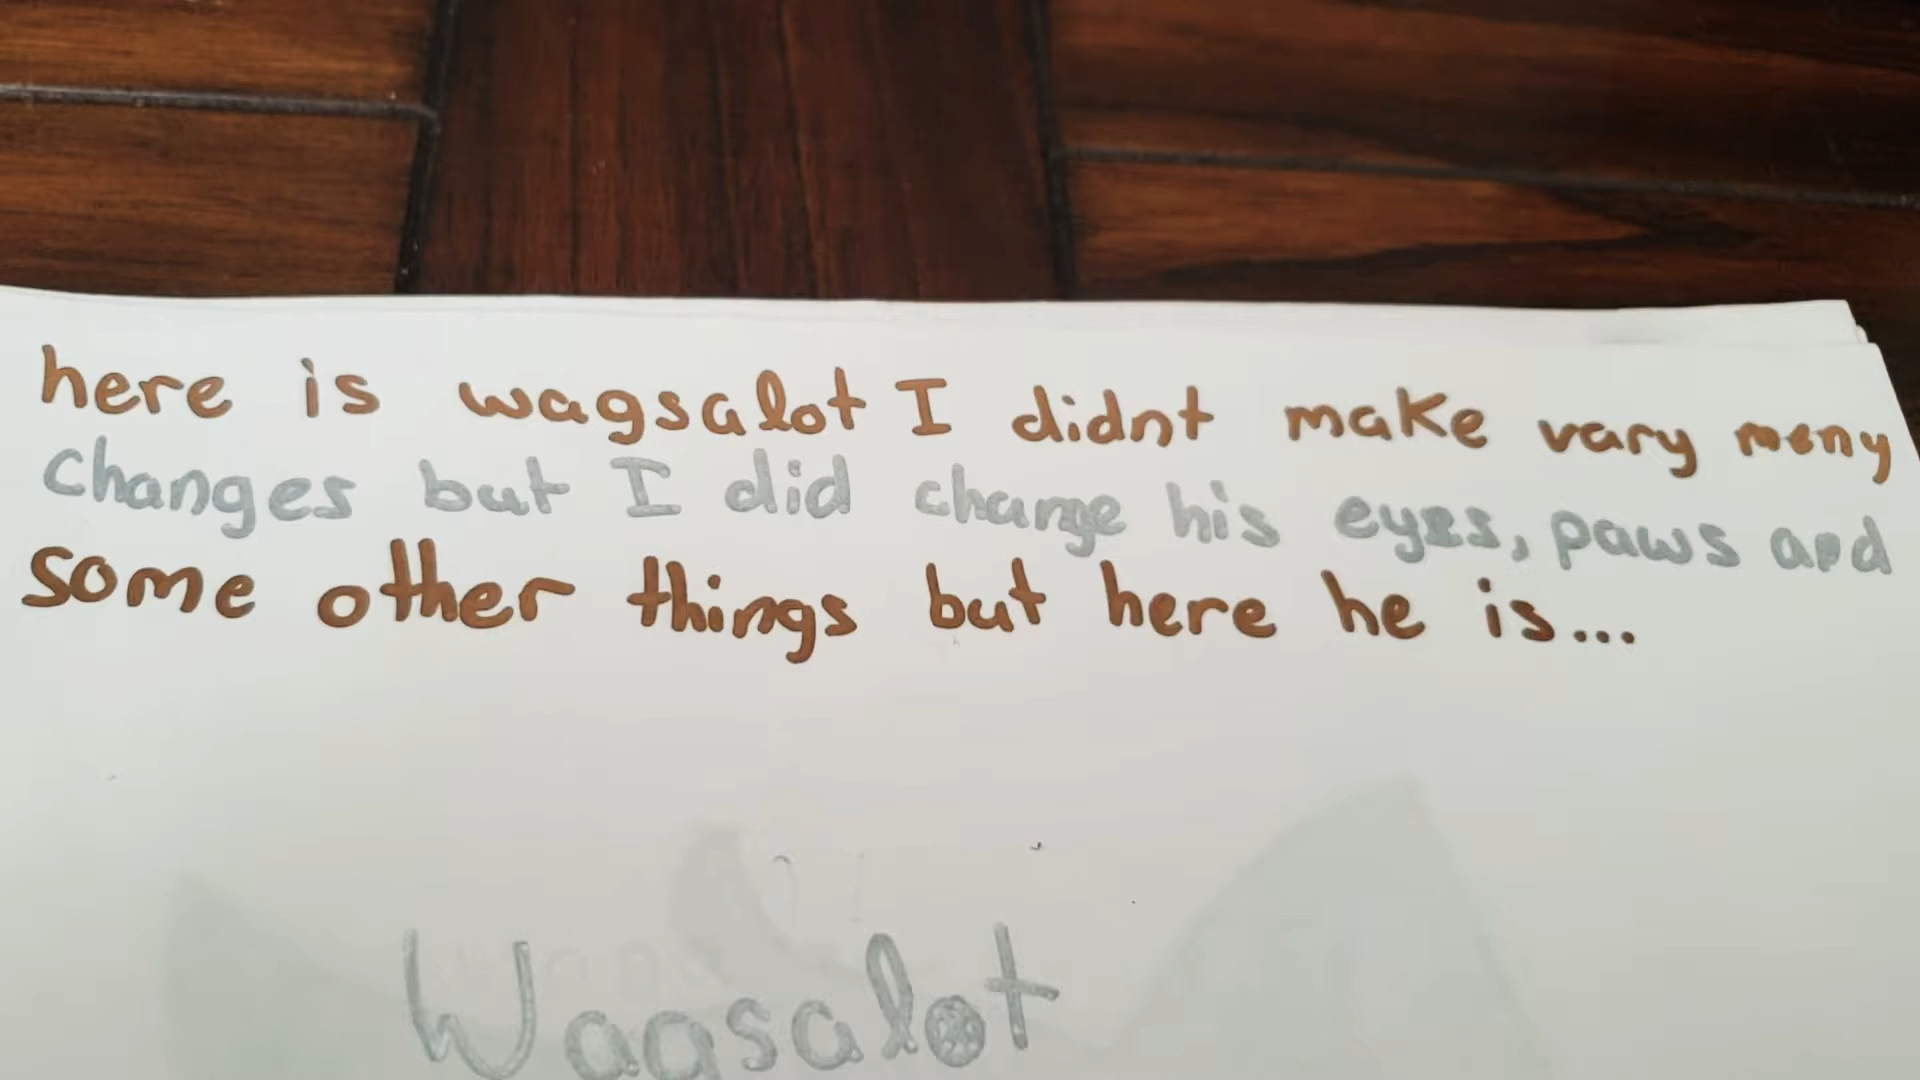 here is wagsalot I didnt make vary meny
changes but I did change his eyes, paws and
some other things but here he is...
Wagsalot